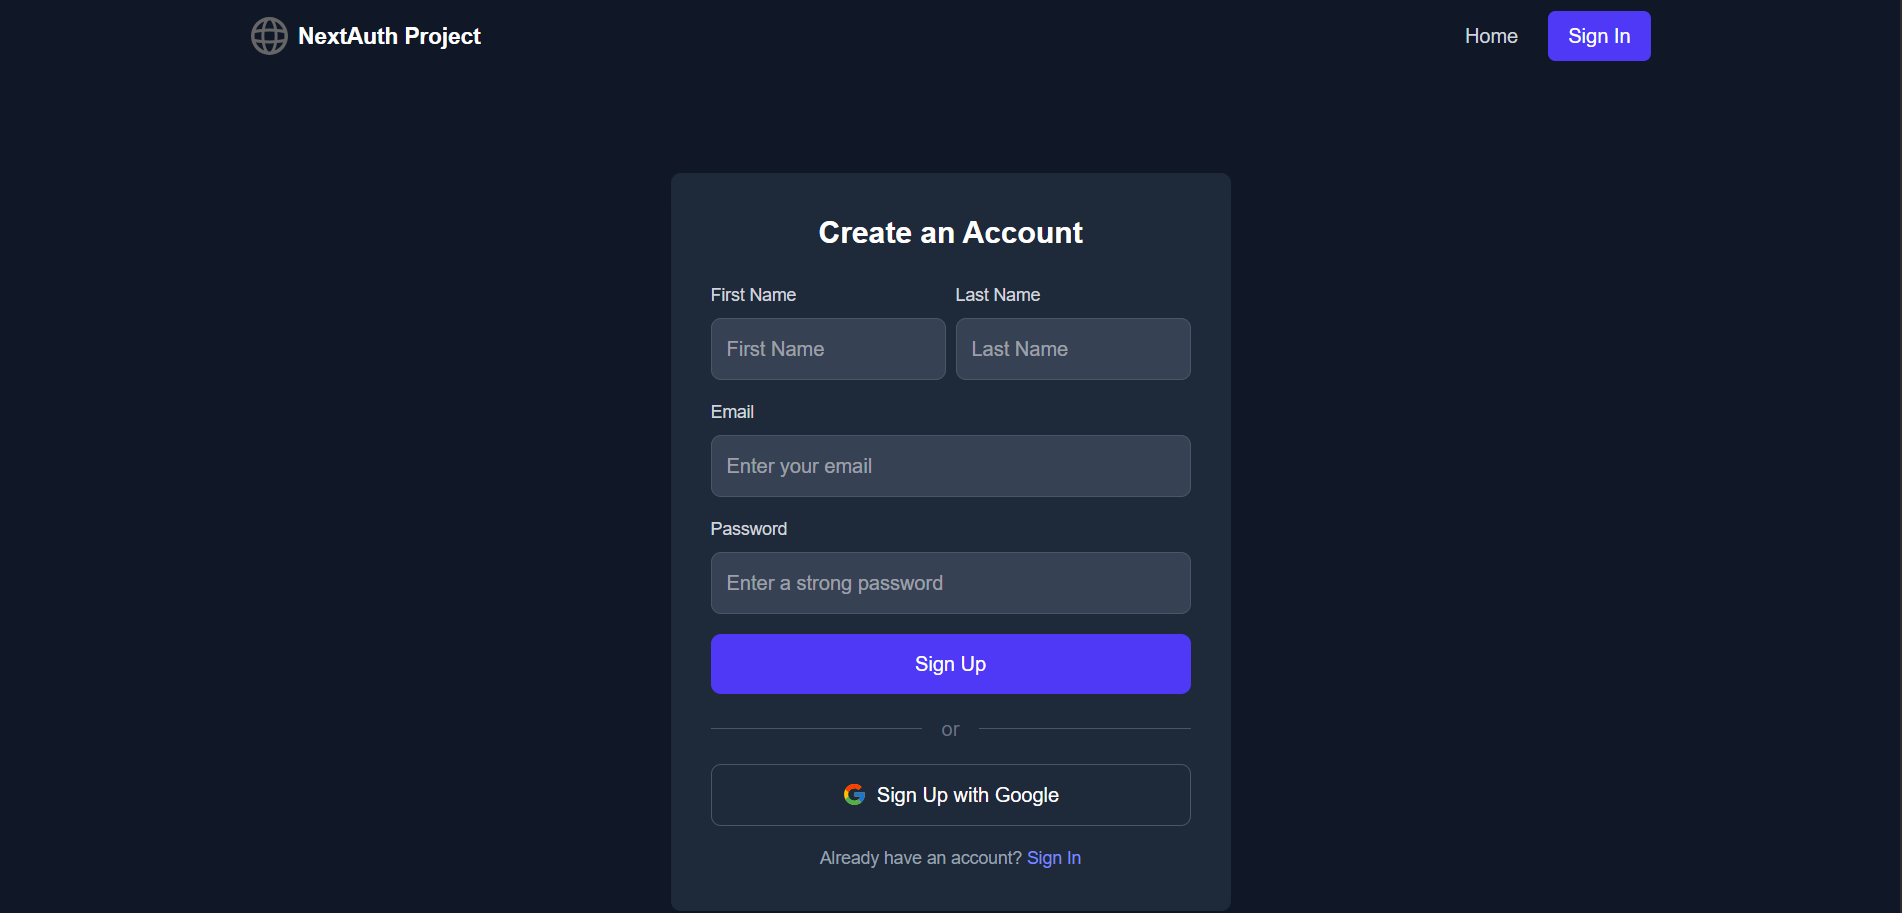 NextAuth Project
Home
Sign In
Create an Account
First Name
Last Name
First Name
Last Name
Email
Enter your email
Password
Enter a strong password
Sign Up
or
Sign Up with Google
Already have an account? Sign In